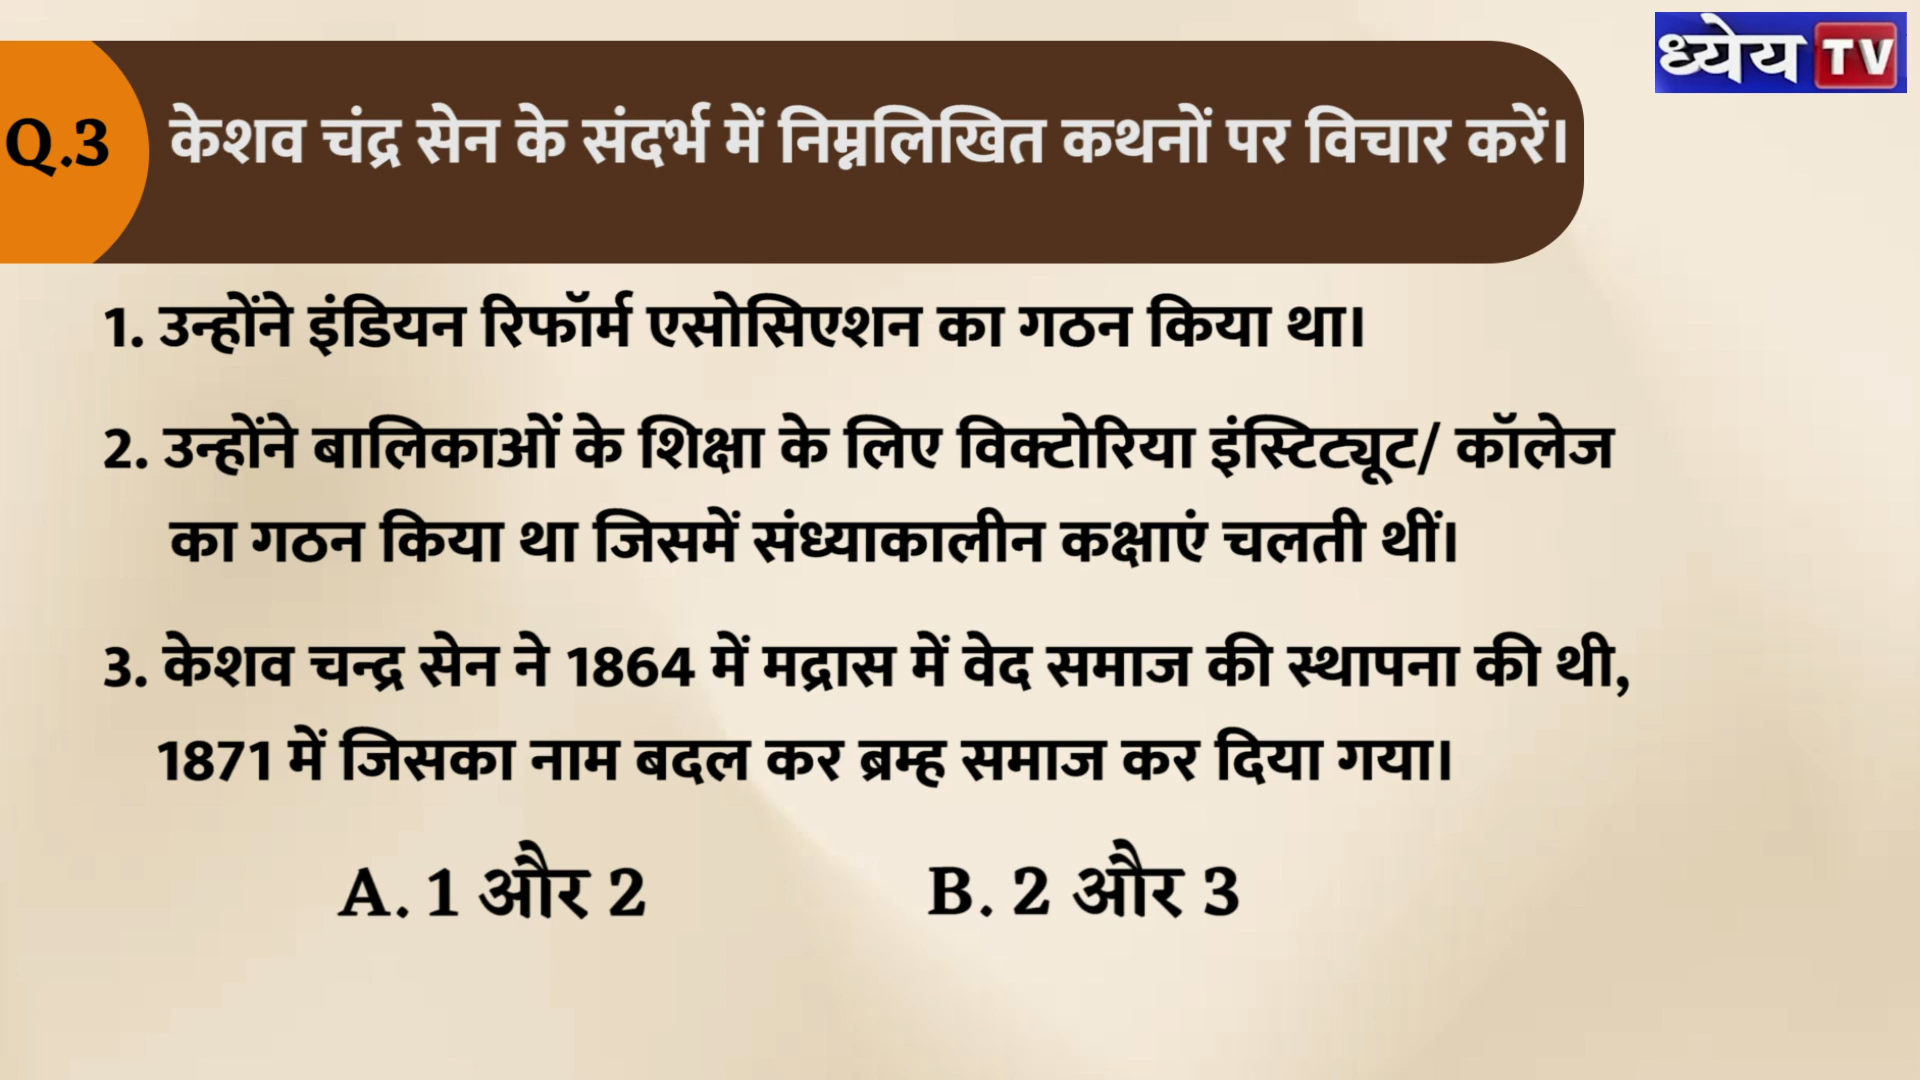 ध्येय TV
Q.3 केशव चंद्र सेन के संदर्भ में निम्नलिखित कथनों पर विचार करें।
1. उन्होंने इंडियन रिफॉर्म एसोसिएशन का गठन किया था।
2. उन्होंने बालिकाओं के शिक्षा के लिए विक्टोरिया इंस्टिट्यूट/ कॉलेज
का गठन किया था जिसमें संध्याकालीन कक्षाएं चलती थीं।
3. केशव चन्द्र सेन ने 1864 में मद्रास में वेद समाज की स्थापना की थी,
1871 में जिसका नाम बदल कर ब्रम्ह समाज कर दिया गया।
A. 1 और 2 B. 2 और 3